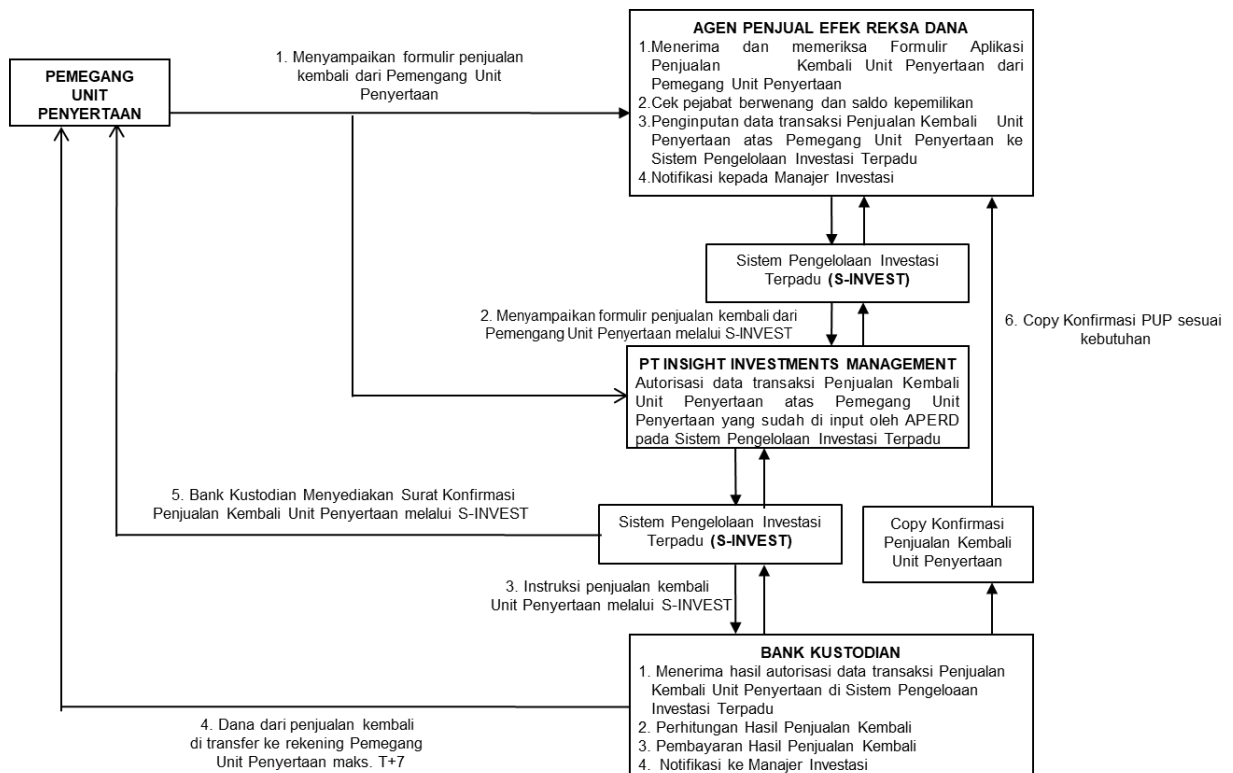 AGEN PENJUAL EFEK REKSA DANA
1.Menerima dan memeriksa Formulir Aplikasi
Penjualan Kembali Unit Penyertaan dari
Pemegang Unit Penyertaan
2.Cek pejabat berwenang dan saldo kepemilikan
3.Penginputan data transaksi Penjualan Kembali Unit
Penyertaan atas Pemegang Unit Penyertaan ke
Sistem Pengelolaan Investasi Terpadu
4.Notifikasi kepada Manajer Investasi
1. Menyampaikan formulir penjualan
kembali dari Pemengang Unit
Penyertaan
PEMEGANG
UNIT
PENYERTAAN
Sistem Pengelolaan Investasi
Terpadu (S-INVEST)
2. Menyampaikan formulir penjualan kembali dari
Pemengang Unit Penyertaan melalui S-INVEST
6. Copy Konfirmasi PUP sesuai
kebutuhan
PT INSIGHT INVESTMENTS MANAGEMENT
Autorisasi data transaksi Penjualan Kembali
Unit Penyertaan atas Pemegang Unit
Penyertaan yang sudah di input oleh APERD
pada Sistem Pengelolaan Investasi Terpadu
5. Bank Kustodian Menyediakan Surat Konfirmasi
Penjualan Kembali Unit Penyertaan melalui S-INVEST
Sistem Pengelolaan Investasi
Terpadu (S-INVEST)
Copy Konfirmasi
Penjualan Kembali
Unit Penyertaan
3. Instruksi penjualan kembali
Unit Penyertaan melalui S-INVEST
BANK KUSTODIAN
1. Menerima hasil autorisasi data transaksi Penjualan
Kembali Unit Penyertaan di Sistem Pengeloaan
Investasi Terpadu
2. Perhitungan Hasil Penjualan Kembali
3. Pembayaran Hasil Penjualan Kembali
4. Notifikasi ke Manajer Investasi
4. Dana dari penjualan kembali
di transfer ke rekening Pemegang
Unit Penyertaan maks. T+7